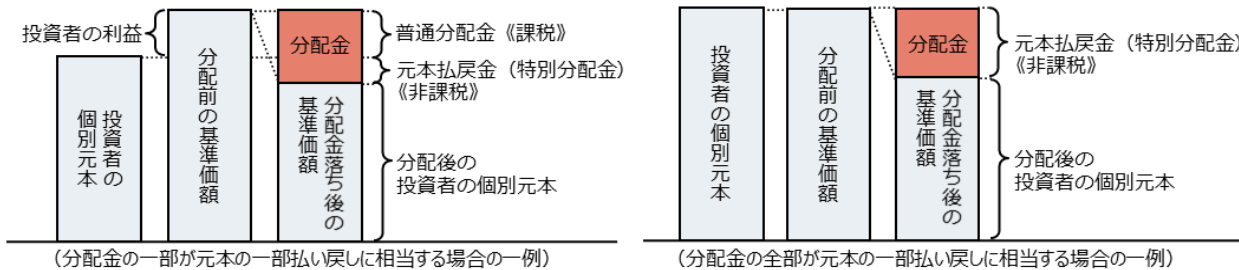 投資者の利益
投資者の
個別元本
分配前の基準価額
分配金
分配金落ち後の
基準価額
普通分配金《課税》
元本払戻金（特別分配金）
《非課税》
分配後の
投資者の個別元本
（分配金の一部が元本の一部払い戻しに相当する場合の一例）
投資者の個別元本
分配前の基準価額
分配金
分配金落ち後の
基準価額
元本払戻金（特別分配金）
《非課税》
分配後の
投資者の個別元本
（分配金の全部が元本の一部払い戻しに相当する場合の一例）